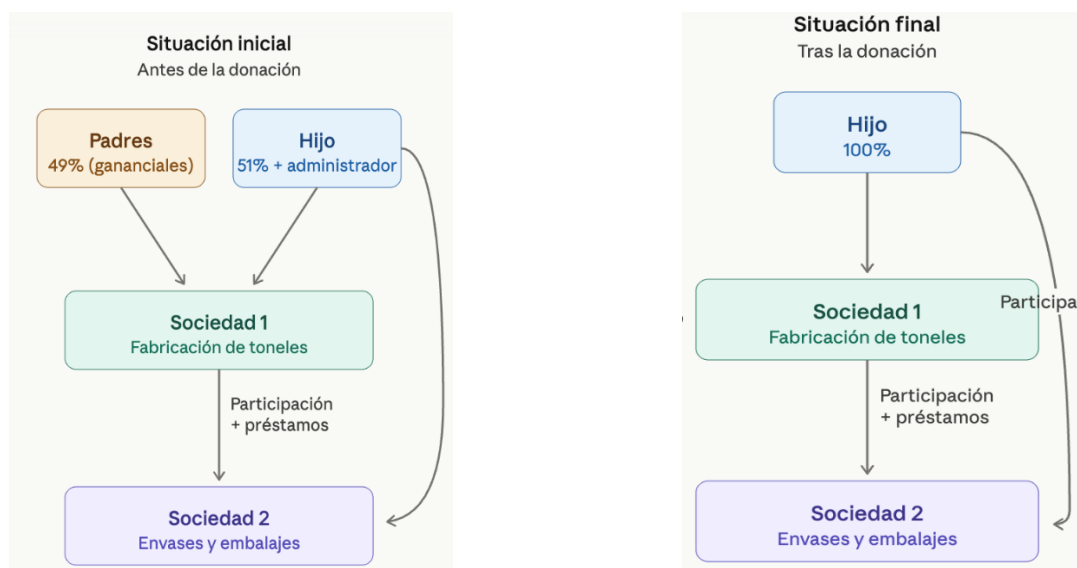 Situación inicial
Antes de la donación
Padres
49% (gananciales)
Hijo
51% + administrador
Sociedad 1
Fabricación de toneles
Participación
+ préstamos
Sociedad 2
Envases y embalajes
Situación final
Tras la donación
Hijo
100%
Participa
Sociedad 1
Fabricación de toneles
Participación
+ préstamos
Sociedad 2
Envases y embalajes